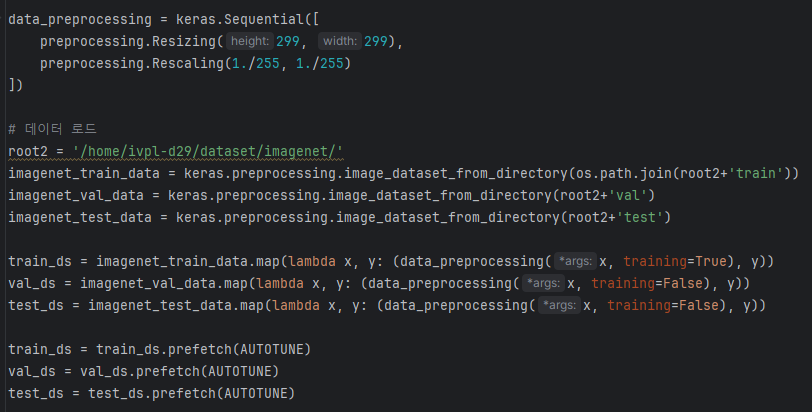 data_preprocessing = keras.Sequential([
    preprocessing.Resizing( height: 299,  width: 299),
    preprocessing.Rescaling(1./255, 1./255)
])

# 데이터 로드
root2 = '/home/ivpl-d29/dataset/imagenet/'
imagenet_train_data = keras.preprocessing.image_dataset_from_directory(os.path.join(root2+'train'))
imagenet_val_data = keras.preprocessing.image_dataset_from_directory(root2+'val')
imagenet_test_data = keras.preprocessing.image_dataset_from_directory(root2+'test')

train_ds = imagenet_train_data.map(lambda x, y: (data_preprocessing( *args: x, training=True), y))
val_ds = imagenet_val_data.map(lambda x, y: (data_preprocessing( *args: x, training=False), y))
test_ds = imagenet_test_data.map(lambda x, y: (data_preprocessing( *args: x, training=False), y))

train_ds = train_ds.prefetch(AUTOTUNE)
val_ds = val_ds.prefetch(AUTOTUNE)
test_ds = test_ds.prefetch(AUTOTUNE)